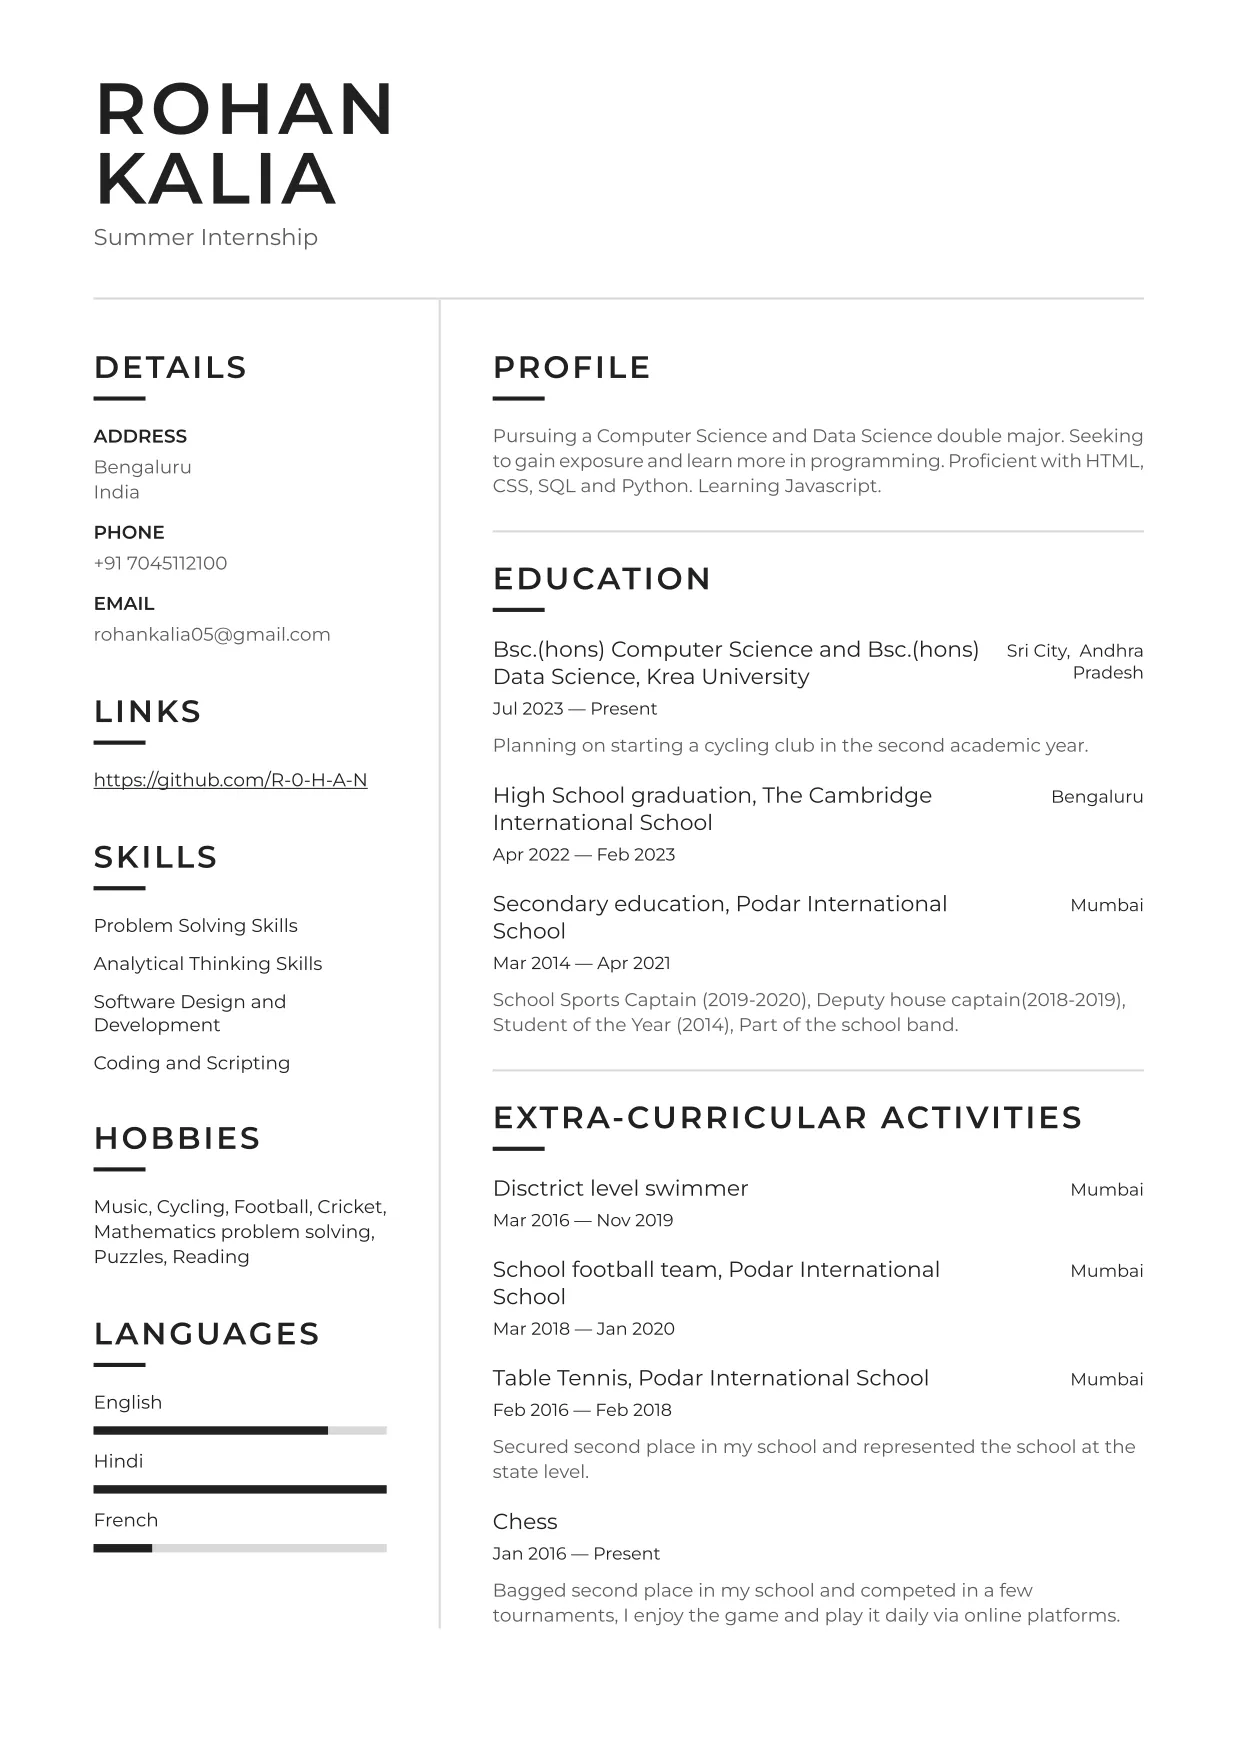 ROHAN
KALIA
Summer Internship
DETAILS
ADDRESS
Bengaluru
India
PHONE
+91 7045112100
EMAIL
rohankalia05@gmail.com
LINKS
https://github.com/R-0-H-A-N
SKILLS
Problem Solving Skills
Analytical Thinking Skills
Software Design and
Development
Coding and Scripting
HOBBIES
Music, Cycling, Football, Cricket,
Mathematics problem solving,
Puzzles, Reading
LANGUAGES
English
Hindi
French
PROFILE
Pursuing a Computer Science and Data Science double major. Seeking
to gain exposure and learn more in programming. Proficient with HTML,
CSS, SQL and Python. Learning Javascript.
EDUCATION
Bsc.(hons) Computer Science and Bsc.(hons) Sri City, Andhra
Data Science, Krea University Pradesh
Jul 2023 — Present
Planning on starting a cycling club in the second academic year.
High School graduation, The Cambridge Bengaluru
International School
Apr 2022 — Feb 2023
Secondary education, Podar International Mumbai
School
Mar 2014 — Apr 2021
School Sports Captain (2019-2020), Deputy house captain(2018-2019),
Student of the Year (2014), Part of the school band.
EXTRA-CURRICULAR ACTIVITIES
Disctrict level swimmer Mumbai
Mar 2016 — Nov 2019
School football team, Podar International Mumbai
School
Mar 2018 — Jan 2020
Table Tennis, Podar International School Mumbai
Feb 2016 — Feb 2018
Secured second place in my school and represented the school at the
state level.
Chess
Jan 2016 — Present
Bagged second place in my school and competed in a few
tournaments, I enjoy the game and play it daily via online platforms.